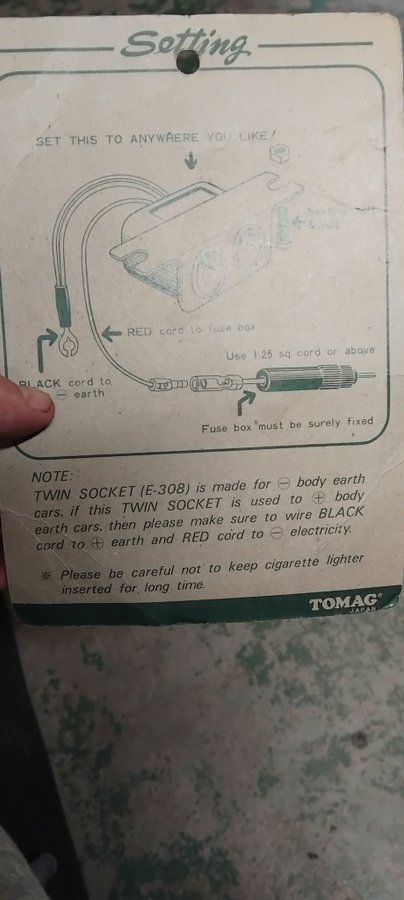 Setting
SET THIS TO ANYWHERE YOU LIKE!
& nut
RED cord to fuse box
Use 1.25 sq cord or above
BLACK cord to
⊖ earth
Fuse box must be surely fixed
NOTE:
TWIN SOCKET (E-308) is made for ⊖ body earth
cars, if this TWIN SOCKET is used to ⊕ body
earth cars, then please make sure to wire BLACK
cord to ⊕ earth and RED cord to ⊖ electricity.
※ Please be careful not to keep cigarette lighter
inserted for long time.
TOMAG®
JAPAN